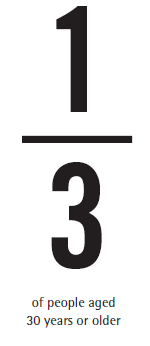 1
3
of people aged
30 years or older